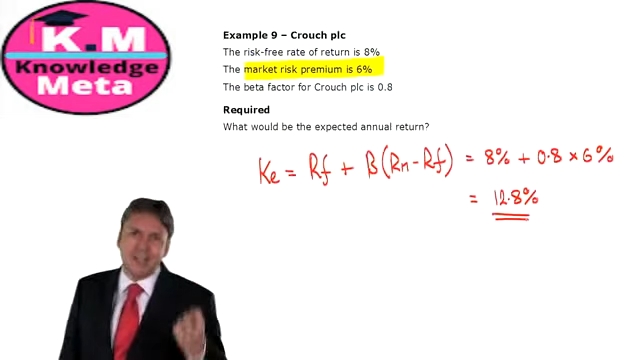 K.M
Knowledge
Meta
Example 9 – Crouch plc
The risk-free rate of return is 8%
The market risk premium is 6%
The beta factor for Crouch plc is 0.8
Required
What would be the expected annual return?
Ke = Rf + B(Rm - Rf) = 8% + 0.8 × 6%
= 12.8%